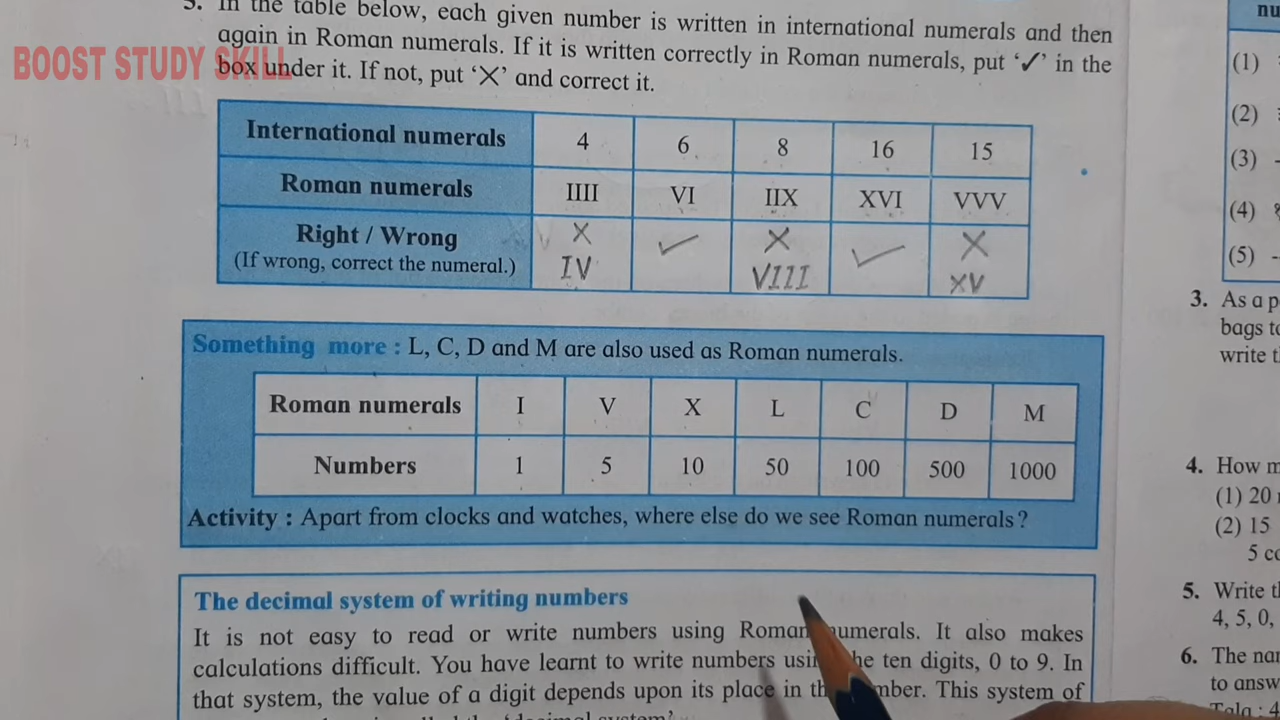 In the table below, each given number is written in international numerals and then
again in Roman numerals. If it is written correctly in Roman numerals, put ‘✓’ in the
box under it. If not, put ‘✕’ and correct it.
BOOST STUDY SKILL
International numerals 4 6 8 16 15
Roman numerals IIII VI IIX XVI VVV
Right / Wrong ✕ ✓ ✕ ✓ ✕
(If wrong, correct the numeral.) IV VIII XV
Something more : L, C, D and M are also used as Roman numerals.
Roman numerals I V X L C D M
Numbers 1 5 10 50 100 500 1000
Activity : Apart from clocks and watches, where else do we see Roman numerals?
The decimal system of writing numbers
It is not easy to read or write numbers using Roman numerals. It also makes
calculations difficult. You have learnt to write numbers the ten digits, 0 to 9. In
that system, the value of a digit depends upon its place in the number. This system of
(1)
(2)
(3)
(4)
(5)
3. As a
bags
write
4. How
(1) 20
(2) 15
5
5. Write
4, 5, 0,
6. The
to